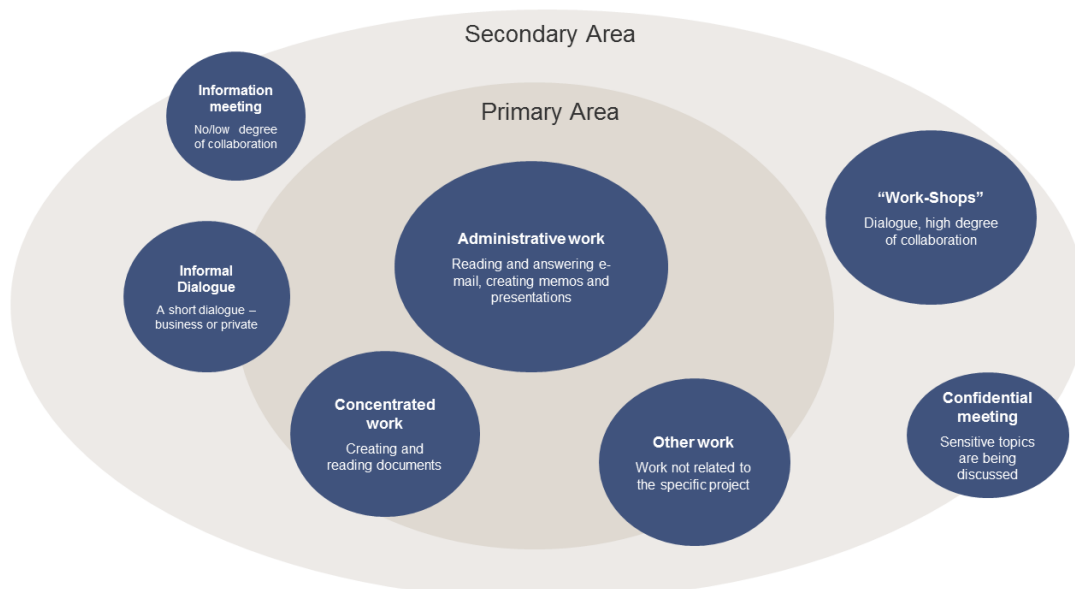 Secondary Area
Primary Area
Information
meeting
No/low degree
of collaboration
“Work-Shops”
Dialogue, high degree
of collaboration
Administrative work
Reading and answering e-
mail, creating memos and
presentations
Informal
Dialogue
A short dialogue –
business or private
Concentrated
work
Creating and
reading documents
Other work
Work not related to
the specific project
Confidential
meeting
Sensitive topics
are being
discussed